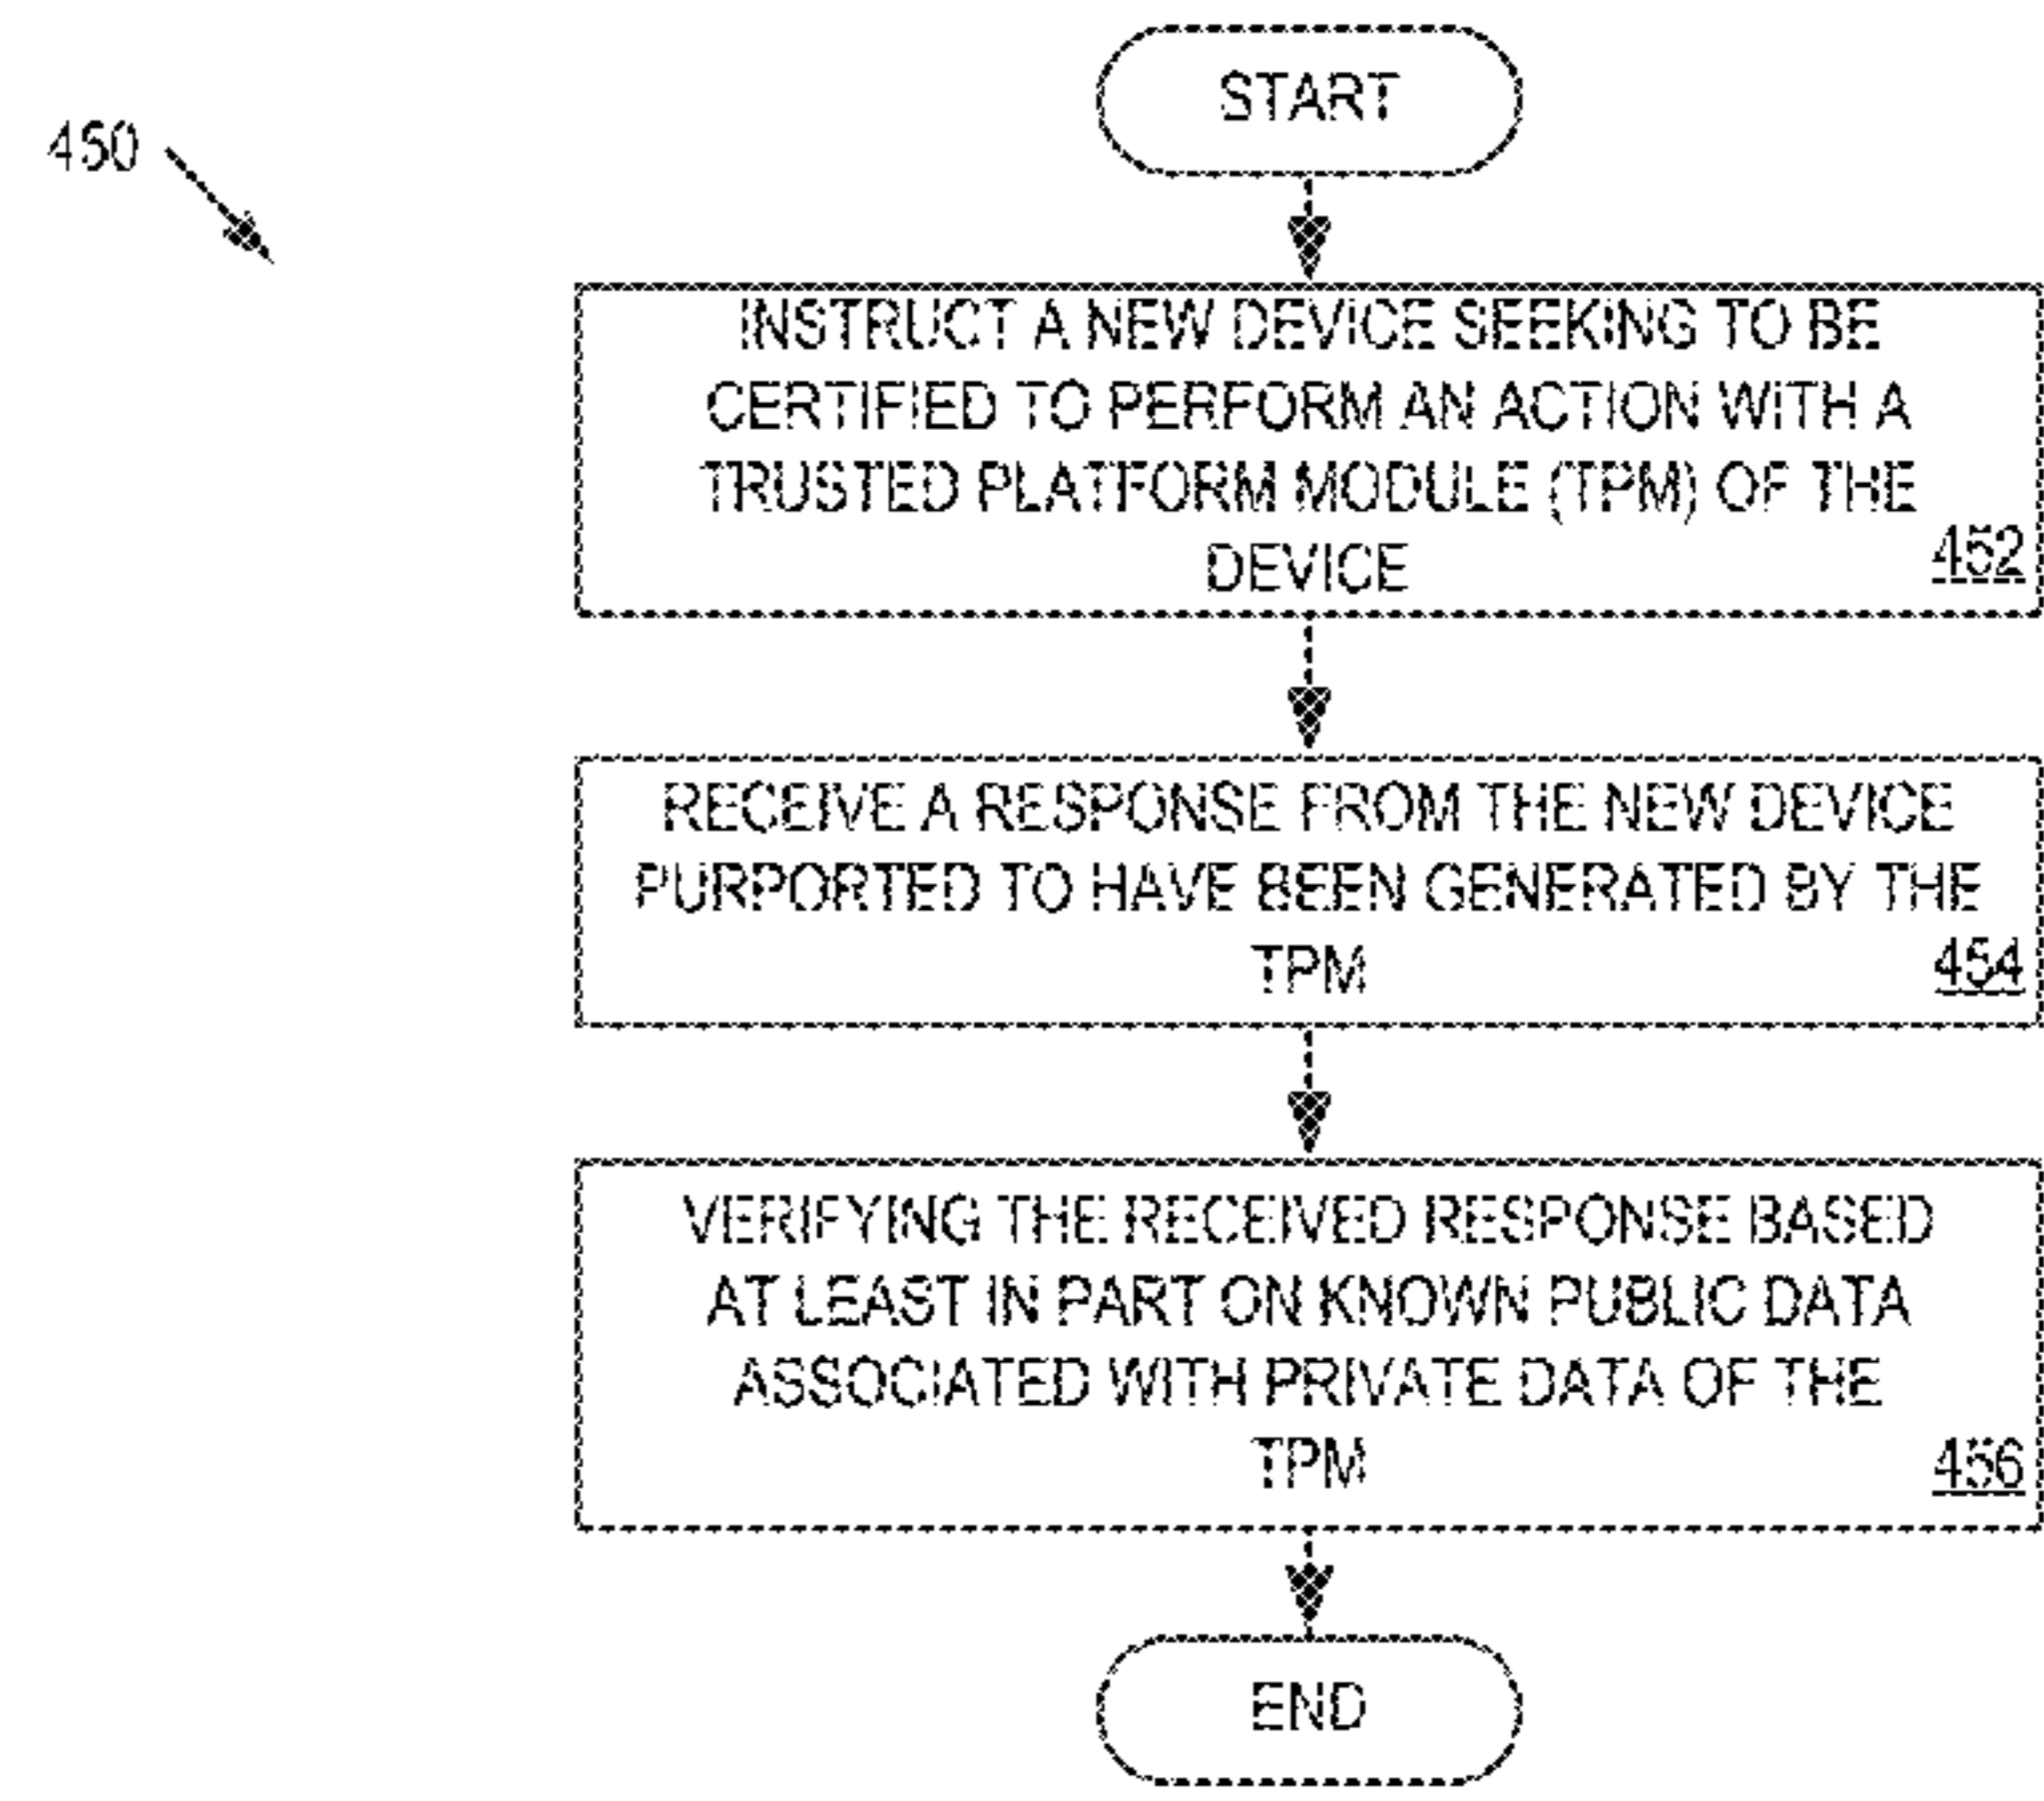 START
450
INSTRUCT A NEW DEVICE SEEKING TO BE
CERTIFIED TO PERFORM AN ACTION WITH A
TRUSTED PLATFORM MODULE (TPM) OF THE
DEVICE
452
RECEIVE A RESPONSE FROM THE NEW DEVICE
PURPORTED TO HAVE BEEN GENERATED BY THE
TPM
454
VERIFYING THE RECEIVED RESPONSE BASED
AT LEAST IN PART ON KNOWN PUBLIC DATA
ASSOCIATED WITH PRIVATE DATA OF THE
TPM
456
END